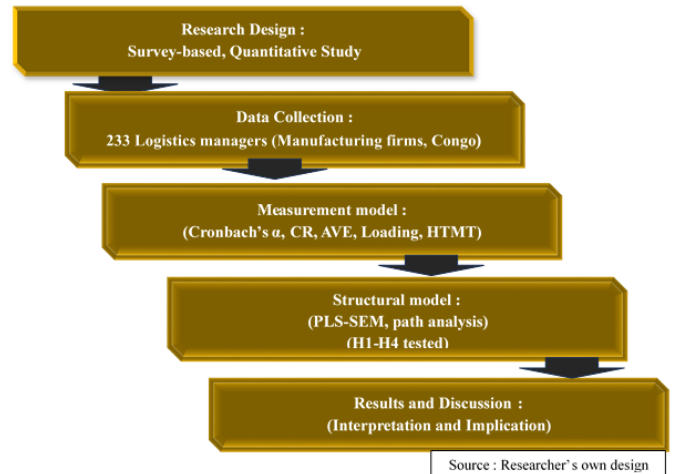 Research Design :
Survey-based, Quantitative Study
Data Collection :
233 Logistics managers (Manufacturing firms, Congo)
Measurement model :
(Cronbach's α, CR, AVE, Loading, HTMT)
Structural model :
(PLS-SEM, path analysis)
(H1-H4 tested)
Results and Discussion :
(Interpretation and Implication)
Source : Researcher`s own design